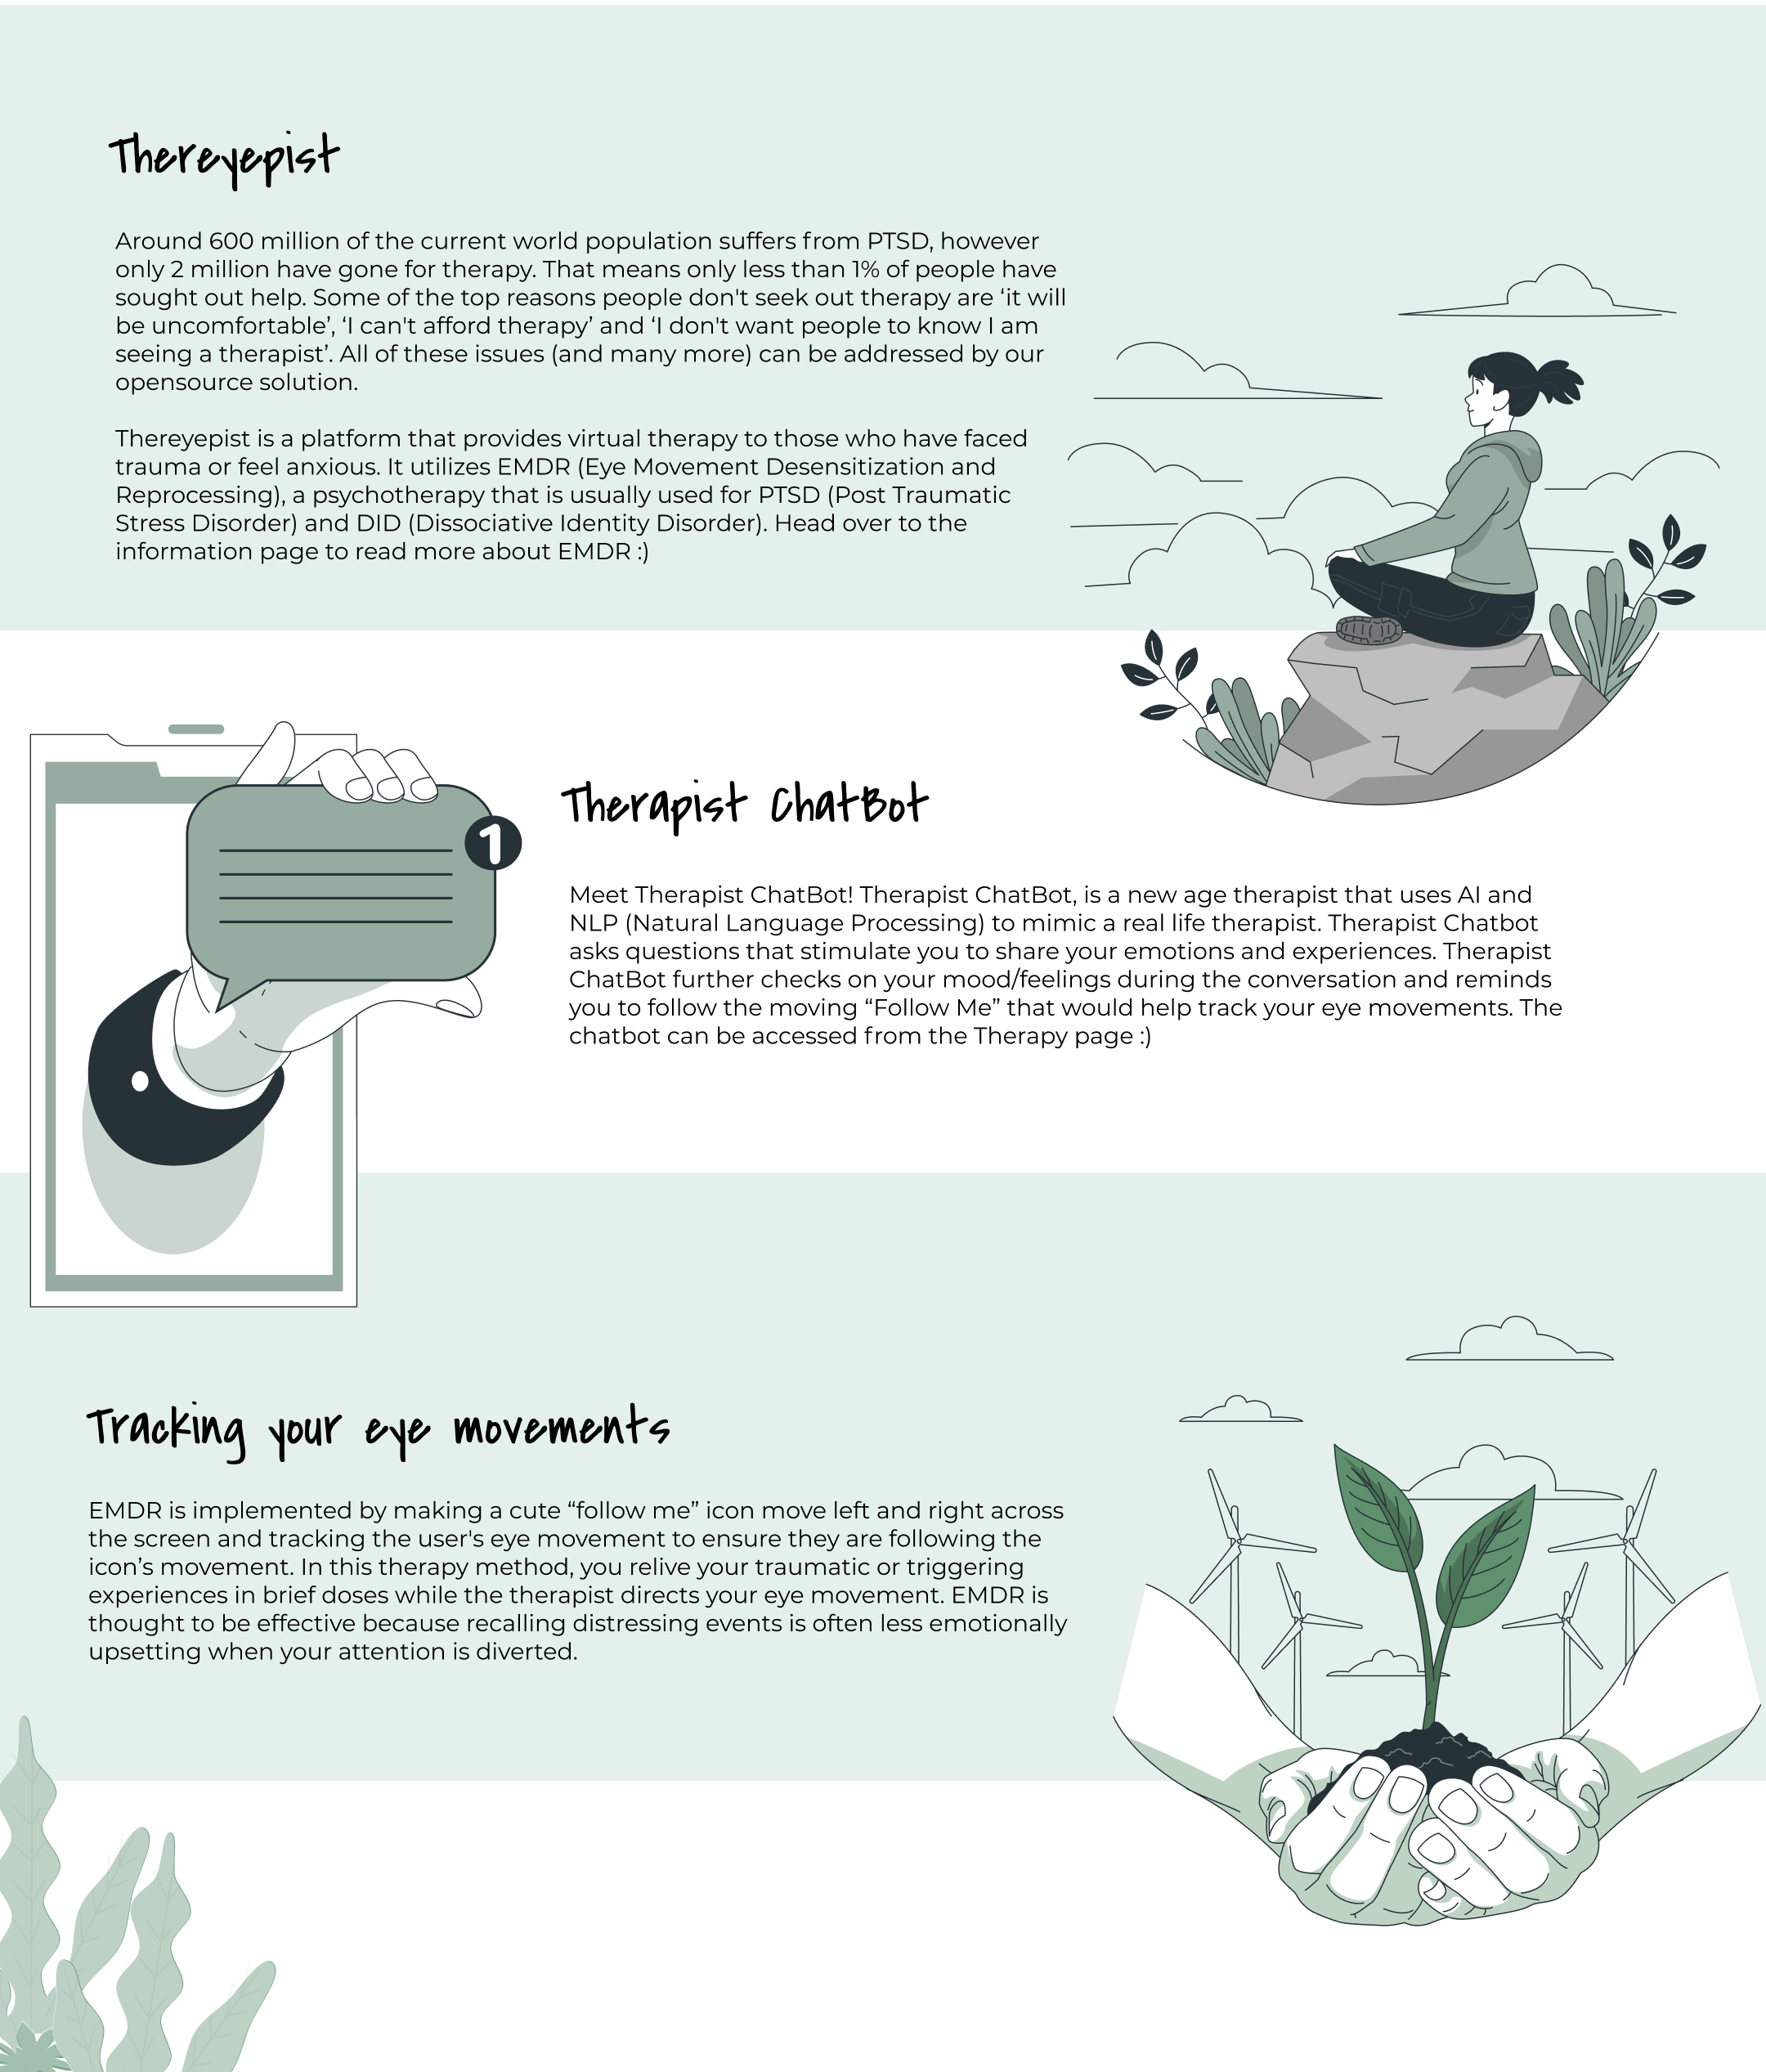 Thereyepist
Around 600 million of the current world population suffers from PTSD, however
only 2 million have gone for therapy. That means only less than 1% of people have
sought out help. Some of the top reasons people don't seek out therapy are ‘it will
be uncomfortable’, ‘I can't afford therapy’ and ‘I don't want people to know I am
seeing a therapist’. All of these issues (and many more) can be addressed by our
opensource solution.
Thereyepist is a platform that provides virtual therapy to those who have faced
trauma or feel anxious. It utilizes EMDR (Eye Movement Desensitization and
Reprocessing), a psychotherapy that is usually used for PTSD (Post Traumatic
Stress Disorder) and DID (Dissociative Identity Disorder). Head over to the
information page to read more about EMDR :)
1
Therapist ChatBot
Meet Therapist ChatBot! Therapist ChatBot, is a new age therapist that uses AI and
NLP (Natural Language Processing) to mimic a real life therapist. Therapist Chatbot
asks questions that stimulate you to share your emotions and experiences. Therapist
ChatBot further checks on your mood/feelings during the conversation and reminds
you to follow the moving “Follow Me” that would help track your eye movements. The
chatbot can be accessed from the Therapy page :)
Tracking your eye movements
EMDR is implemented by making a cute “follow me” icon move left and right across
the screen and tracking the user's eye movement to ensure they are following the
icon’s movement. In this therapy method, you relive your traumatic or triggering
experiences in brief doses while the therapist directs your eye movement. EMDR is
thought to be effective because recalling distressing events is often less emotionally
upsetting when your attention is diverted.